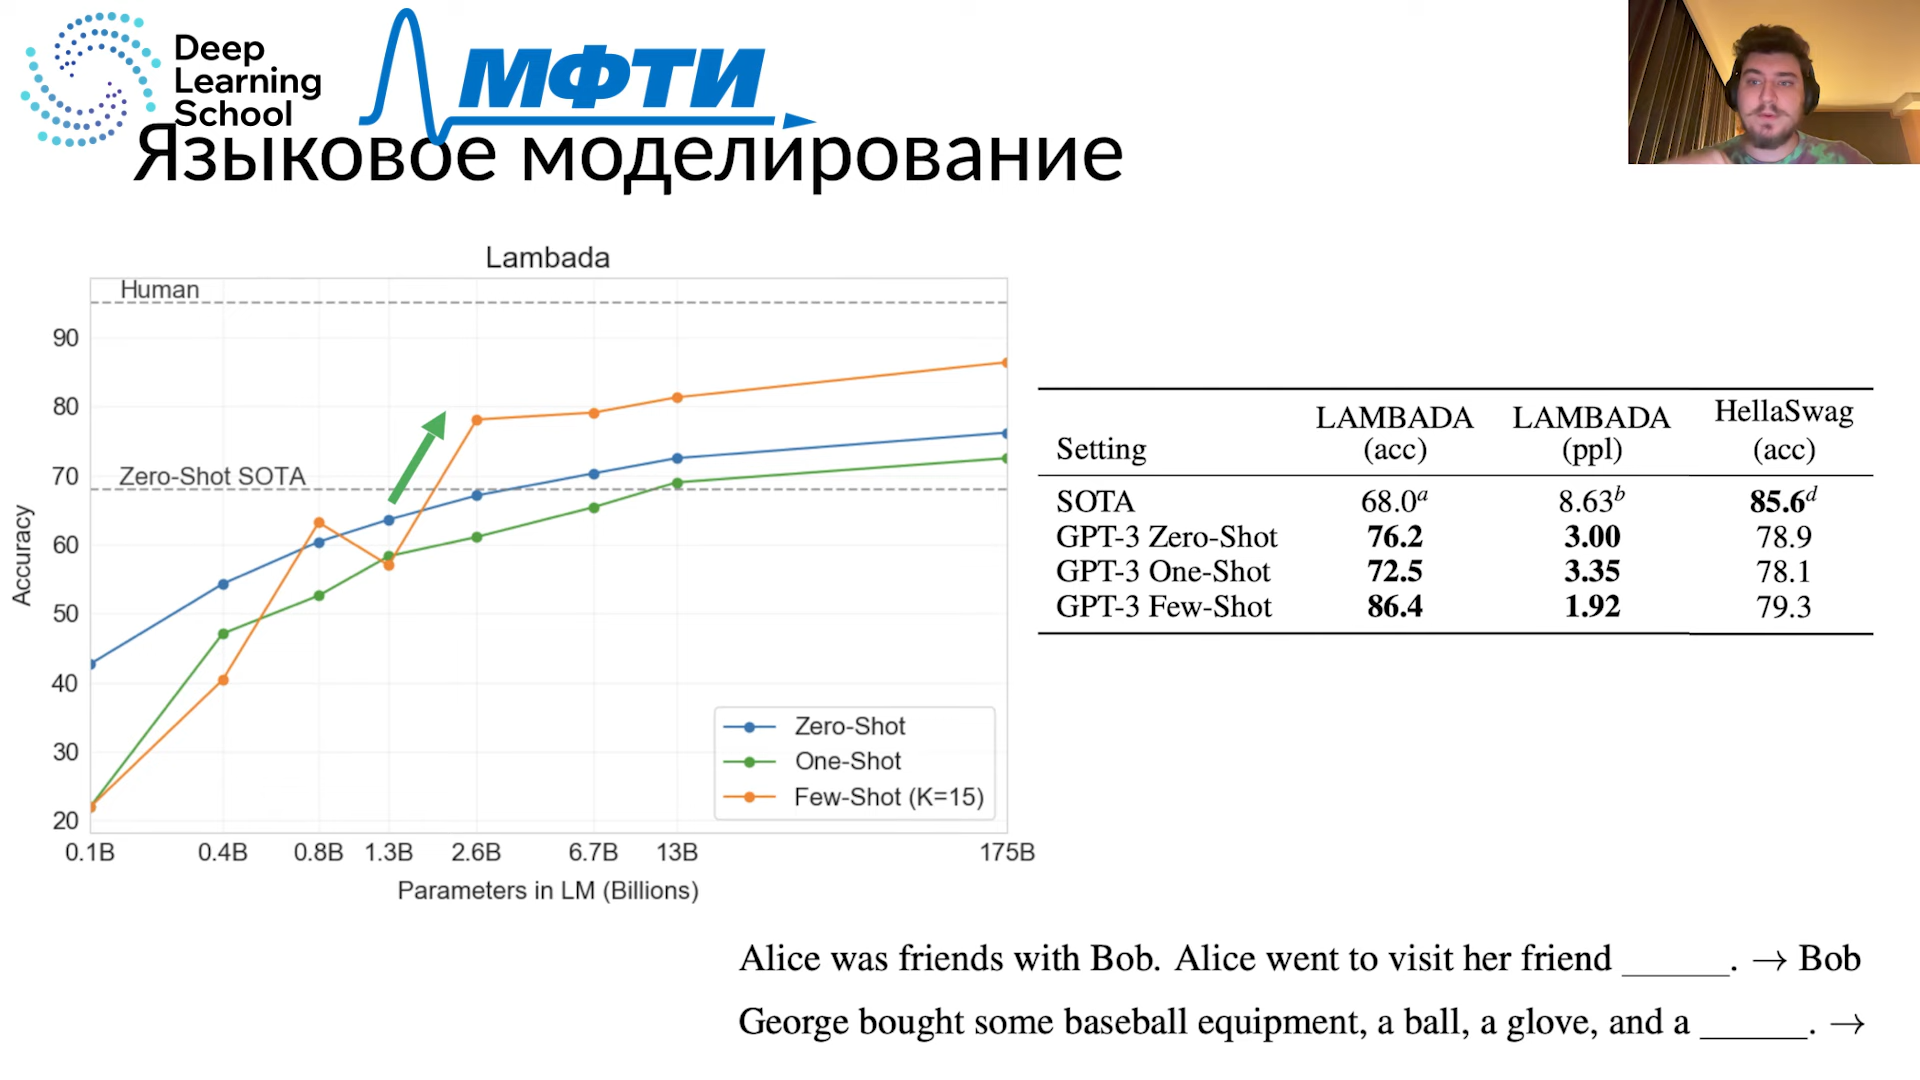 Deep
Learning
School
МФТИ
Языковое моделирование
Lambada
Human
Zero-Shot SOTA
90
80
70
60
50
40
30
20
Accuracy
0.1B 0.4B 0.8B 1.3B 2.6B 6.7B 13B 175B
Parameters in LM (Billions)
Zero-Shot
One-Shot
Few-Shot (K=15)
Setting LAMBADA (acc) LAMBADA (ppl) HellaSwag (acc)
SOTA 68.0ᵃ 8.63ᵇ 85.6ᵈ
GPT-3 Zero-Shot 76.2 3.00 78.9
GPT-3 One-Shot 72.5 3.35 78.1
GPT-3 Few-Shot 86.4 1.92 79.3
Alice was friends with Bob. Alice went to visit her friend ______. → Bob
George bought some baseball equipment, a ball, a glove, and a ______. →